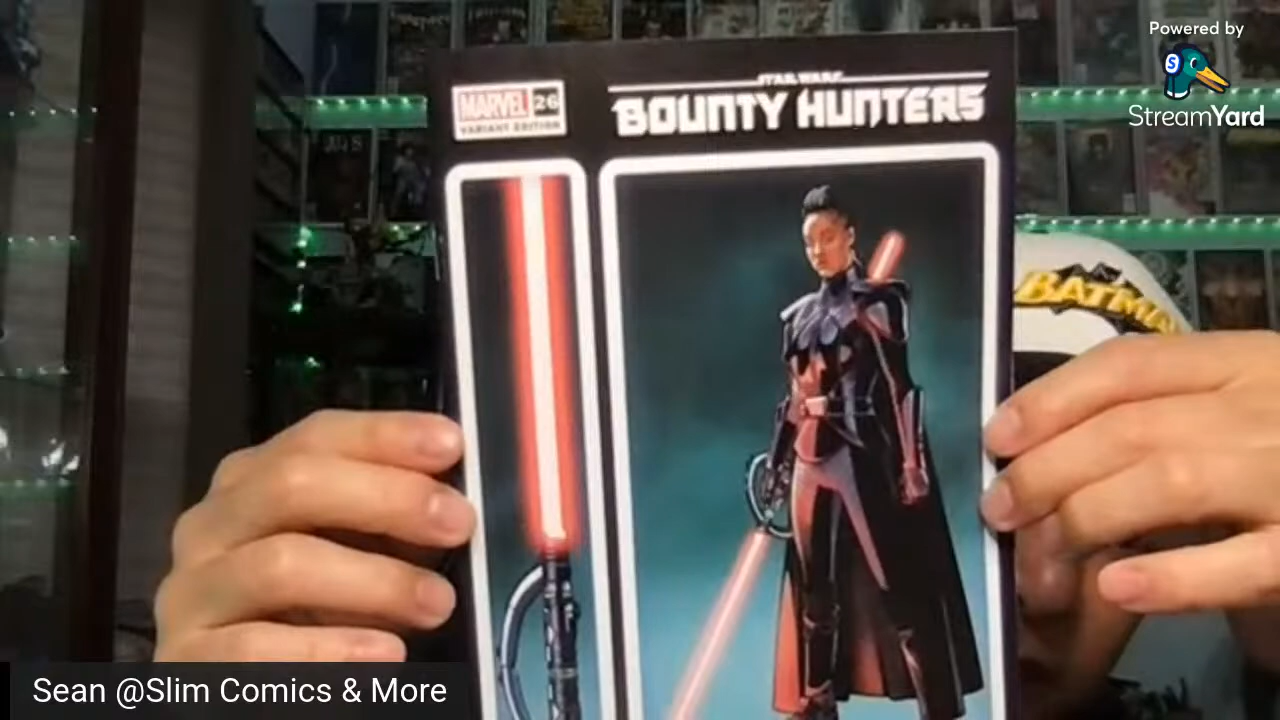 Powered by
StreamYard
MARVEL 26
VARIANT EDITION
STAR WARS
BOUNTY HUNTERS
BATMAN
Sean @Slim Comics & More